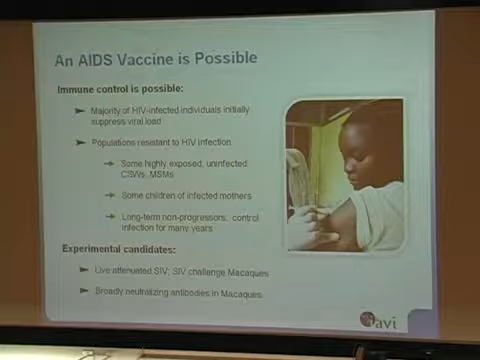 An AIDS Vaccine is Possible
Immune control is possible:
Majority of HIV-infected individuals initially
suppress viral load
Populations resistant to HIV infection
Some highly exposed, uninfected
CSWs, MSMs
Some children of infected mothers
Long-term non-progressors; control
infection for many years
Experimental candidates:
Live attenuated SIV; SIV challenge Macaques
Broadly neutralizing antibodies in Macaques
iavi